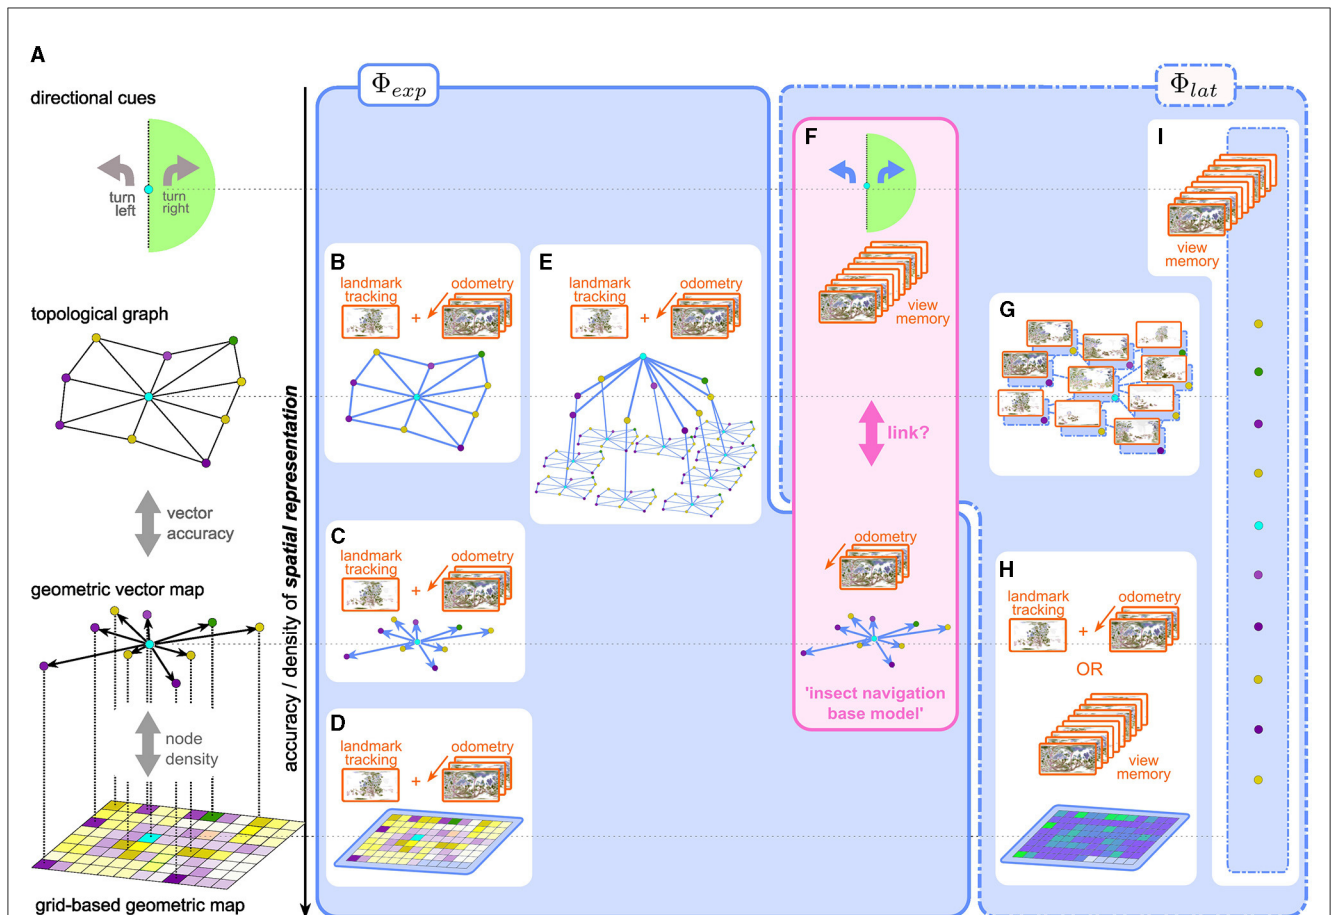 A
directional cues
turn
left
turn
right
topological graph
vector
accuracy
geometric vector map
node
density
grid-based geometric map
accuracy / density of spatial representation
Φexp
Φlat
B
landmark
tracking
+
odometry
E
landmark
tracking
+
odometry
C
landmark
tracking
+
odometry
D
landmark
tracking
+
odometry
F
view
memory
link?
odometry
'insect navigation
base model'
G
H
landmark
tracking
+
odometry
OR
view
memory
I
view
memory